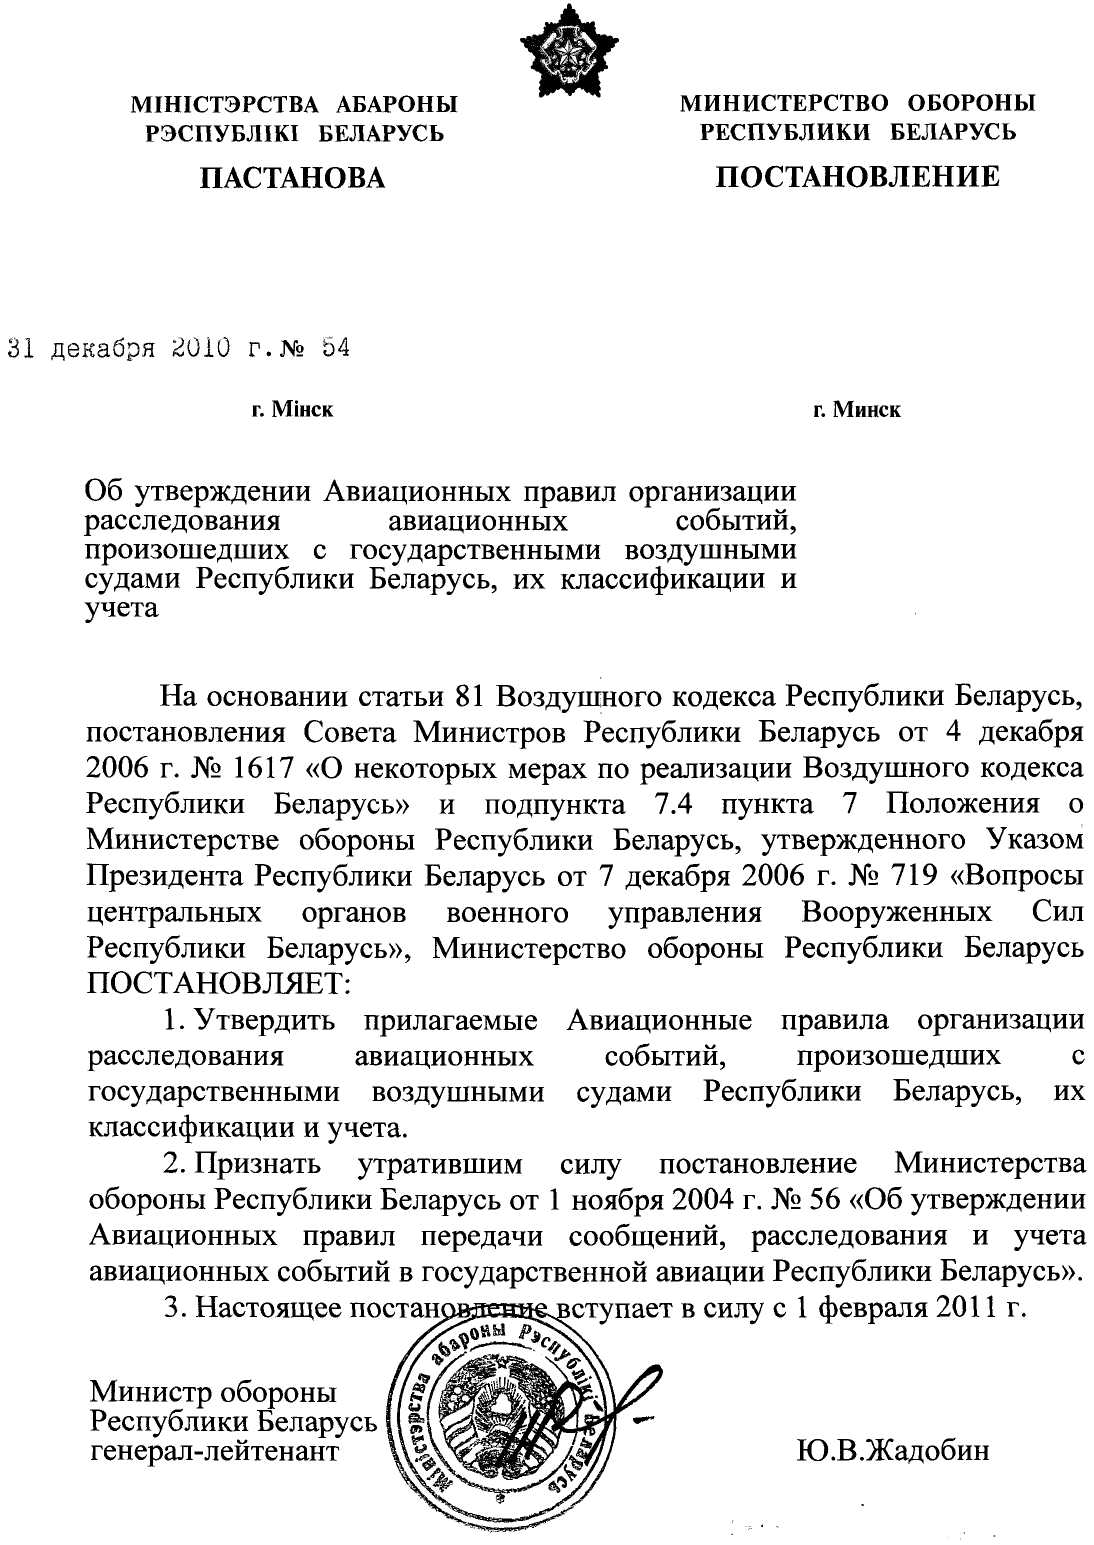 МІНІСТЭРСТВА АБАРОНЫ
РЭСПУБЛІКІ БЕЛАРУСЬ
ПАСТАНОВА
МИНИСТЕРСТВО ОБОРОНЫ
РЕСПУБЛИКИ БЕЛАРУСЬ
ПОСТАНОВЛЕНИЕ
31 декабря 2010 г. № 54
г. Мінск
г. Минск
Об утверждении Авиационных правил организации
расследования авиационных событий,
произошедших с государственными воздушными
судами Республики Беларусь, их классификации и
учета
На основании статьи 81 Воздушного кодекса Республики Беларусь,
постановления Совета Министров Республики Беларусь от 4 декабря
2006 г. № 1617 «О некоторых мерах по реализации Воздушного кодекса
Республики Беларусь» и подпункта 7.4 пункта 7 Положения о
Министерстве обороны Республики Беларусь, утвержденного Указом
Президента Республики Беларусь от 7 декабря 2006 г. № 719 «Вопросы
центральных органов военного управления Вооруженных Сил
Республики Беларусь», Министерство обороны Республики Беларусь
ПОСТАНОВЛЯЕТ:
1. Утвердить прилагаемые Авиационные правила организации
расследования авиационных событий, произошедших с
государственными воздушными судами Республики Беларусь, их
классификации и учета.
2. Признать утратившим силу постановление Министерства
обороны Республики Беларусь от 1 ноября 2004 г. № 56 «Об утверждении
Авиационных правил передачи сообщений, расследования и учета
авиационных событий в государственной авиации Республики Беларусь».
3. Настоящее постановление вступает в силу с 1 февраля 2011 г.
Министр обороны
Республики Беларусь
генерал-лейтенант
Міністэрства абароны Рэспублікі Беларусь
Ю.В.Жадобин